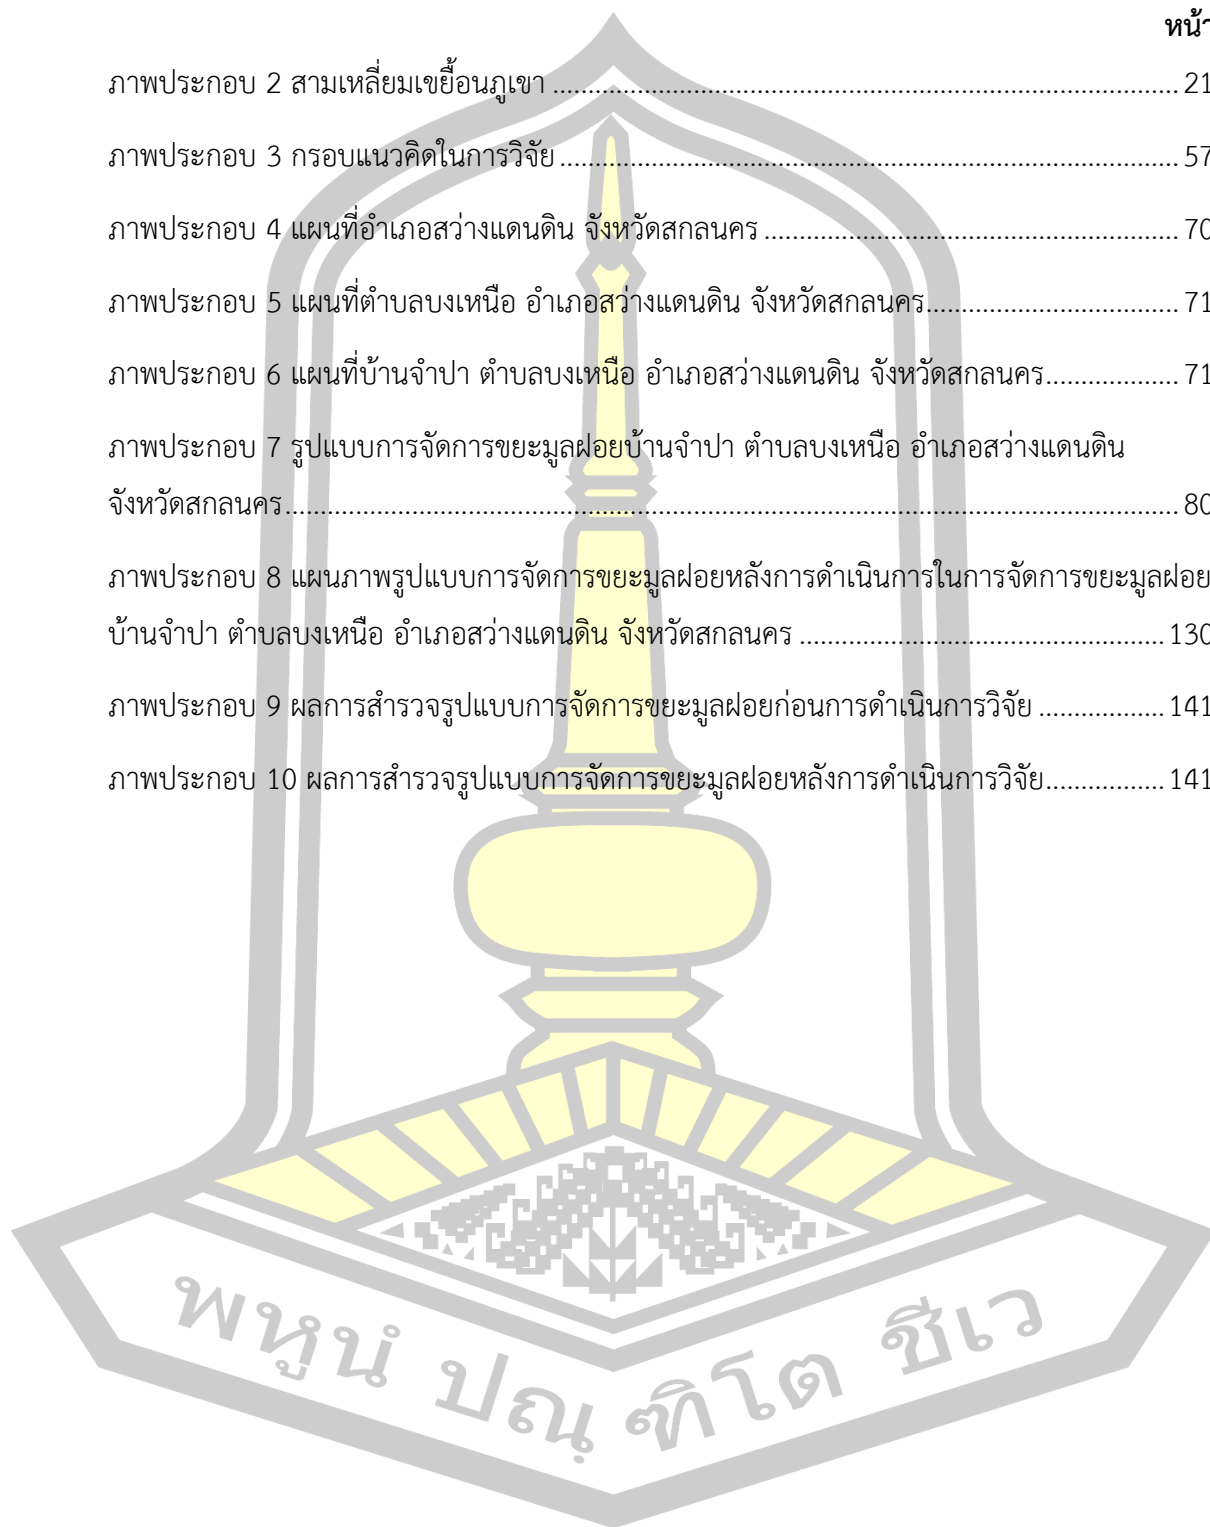 หน้า
ภาพประกอบ 2 สามเหลี่ยมเขยื้อนภูเขา ........................................................................................ 21
ภาพประกอบ 3 กรอบแนวคิดในการวิจัย ....................................................................................... 57
ภาพประกอบ 4 แผนที่อำเภอสว่างแดนดิน จังหวัดสกลนคร .......................................................... 70
ภาพประกอบ 5 แผนที่ตำบลบงเหนือ อำเภอสว่างแดนดิน จังหวัดสกลนคร................................... 71
ภาพประกอบ 6 แผนที่บ้านจำปา ตำบลบงเหนือ อำเภอสว่างแดนดิน จังหวัดสกลนคร................... 71
ภาพประกอบ 7 รูปแบบการจัดการขยะมูลฝอยบ้านจำปา ตำบลบงเหนือ อำเภอสว่างแดนดิน
จังหวัดสกลนคร............................................................................................................................. 80
ภาพประกอบ 8 แผนภาพรูปแบบการจัดการขยะมูลฝอยหลังการดำเนินการในการจัดการขยะมูลฝอย
บ้านจำปา ตำบลบงเหนือ อำเภอสว่างแดนดิน จังหวัดสกลนคร .................................................... 130
ภาพประกอบ 9 ผลการสำรวจรูปแบบการจัดการขยะมูลฝอยก่อนการดำเนินการวิจัย .................. 141
ภาพประกอบ 10 ผลการสำรวจรูปแบบการจัดการขยะมูลฝอยหลังการดำเนินการวิจัย................. 141
พหูนํ ปณฺฑิโต ชีเว